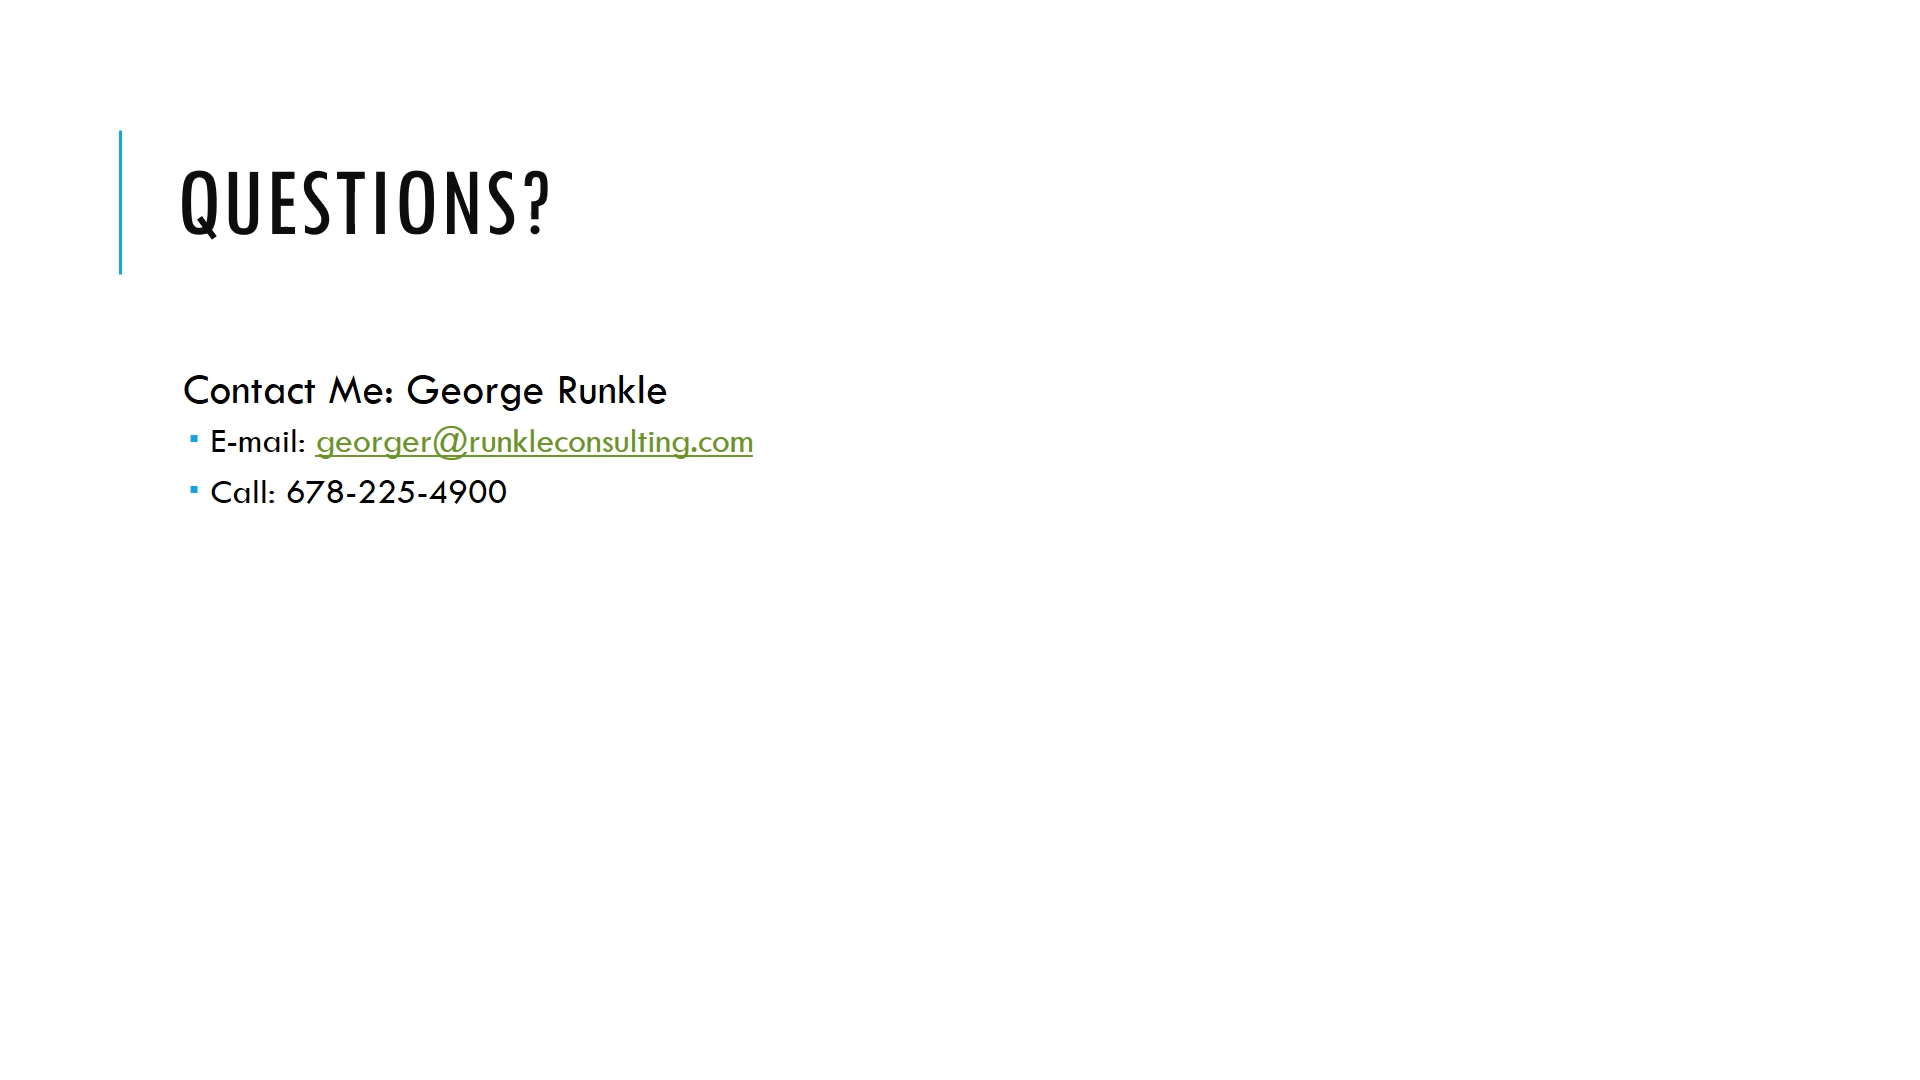 QUESTIONS?
Contact Me: George Runkle
▪ E-mail: georger@runkleconsulting.com
▪ Call: 678-225-4900